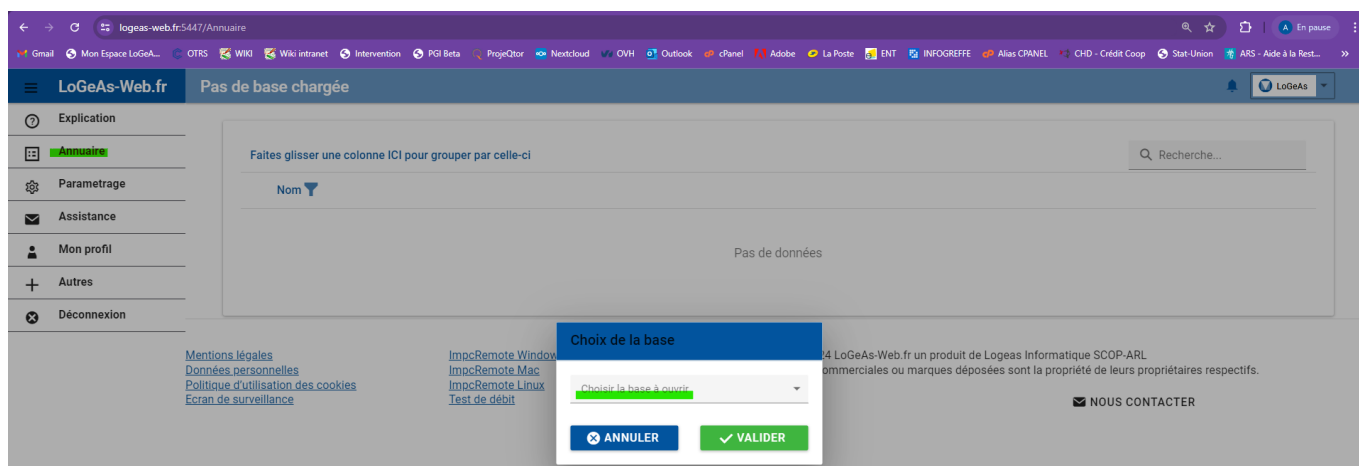 logeas-web.fr:5447/Annuaire
A En pause
Gmail Mon Espace LoGeA... OTRS WIKI Wiki intranet Intervention PGI Beta ProjeQtor Nextcloud OVH Outlook cPanel Adobe La Poste ENT INFOGREFFE Alias CPANEL CHD - Crédit Coop Stat-Union ARS - Aide à la Rest... »
LoGeAs-Web.fr Pas de base chargée LoGeAs
Explication
Annuaire
Faites glisser une colonne ICI pour grouper par celle-ci Recherche...
Parametrage
Nom
Assistance
Mon profil
Pas de données
Autres
Déconnexion
Choix de la base
Mentions légales ImpcRemote Window 24 LoGeAs-Web.fr un produit de Logeas Informatique SCOP-ARL
Données personnelles ImpcRemote Mac ommerciales ou marques déposées sont la propriété de leurs propriétaires respectifs.
Politique d'utilisation des cookies ImpcRemote Linux
Choisir la base à ouvrir
Ecran de surveillance Test de débit
NOUS CONTACTER
ANNULER VALIDER